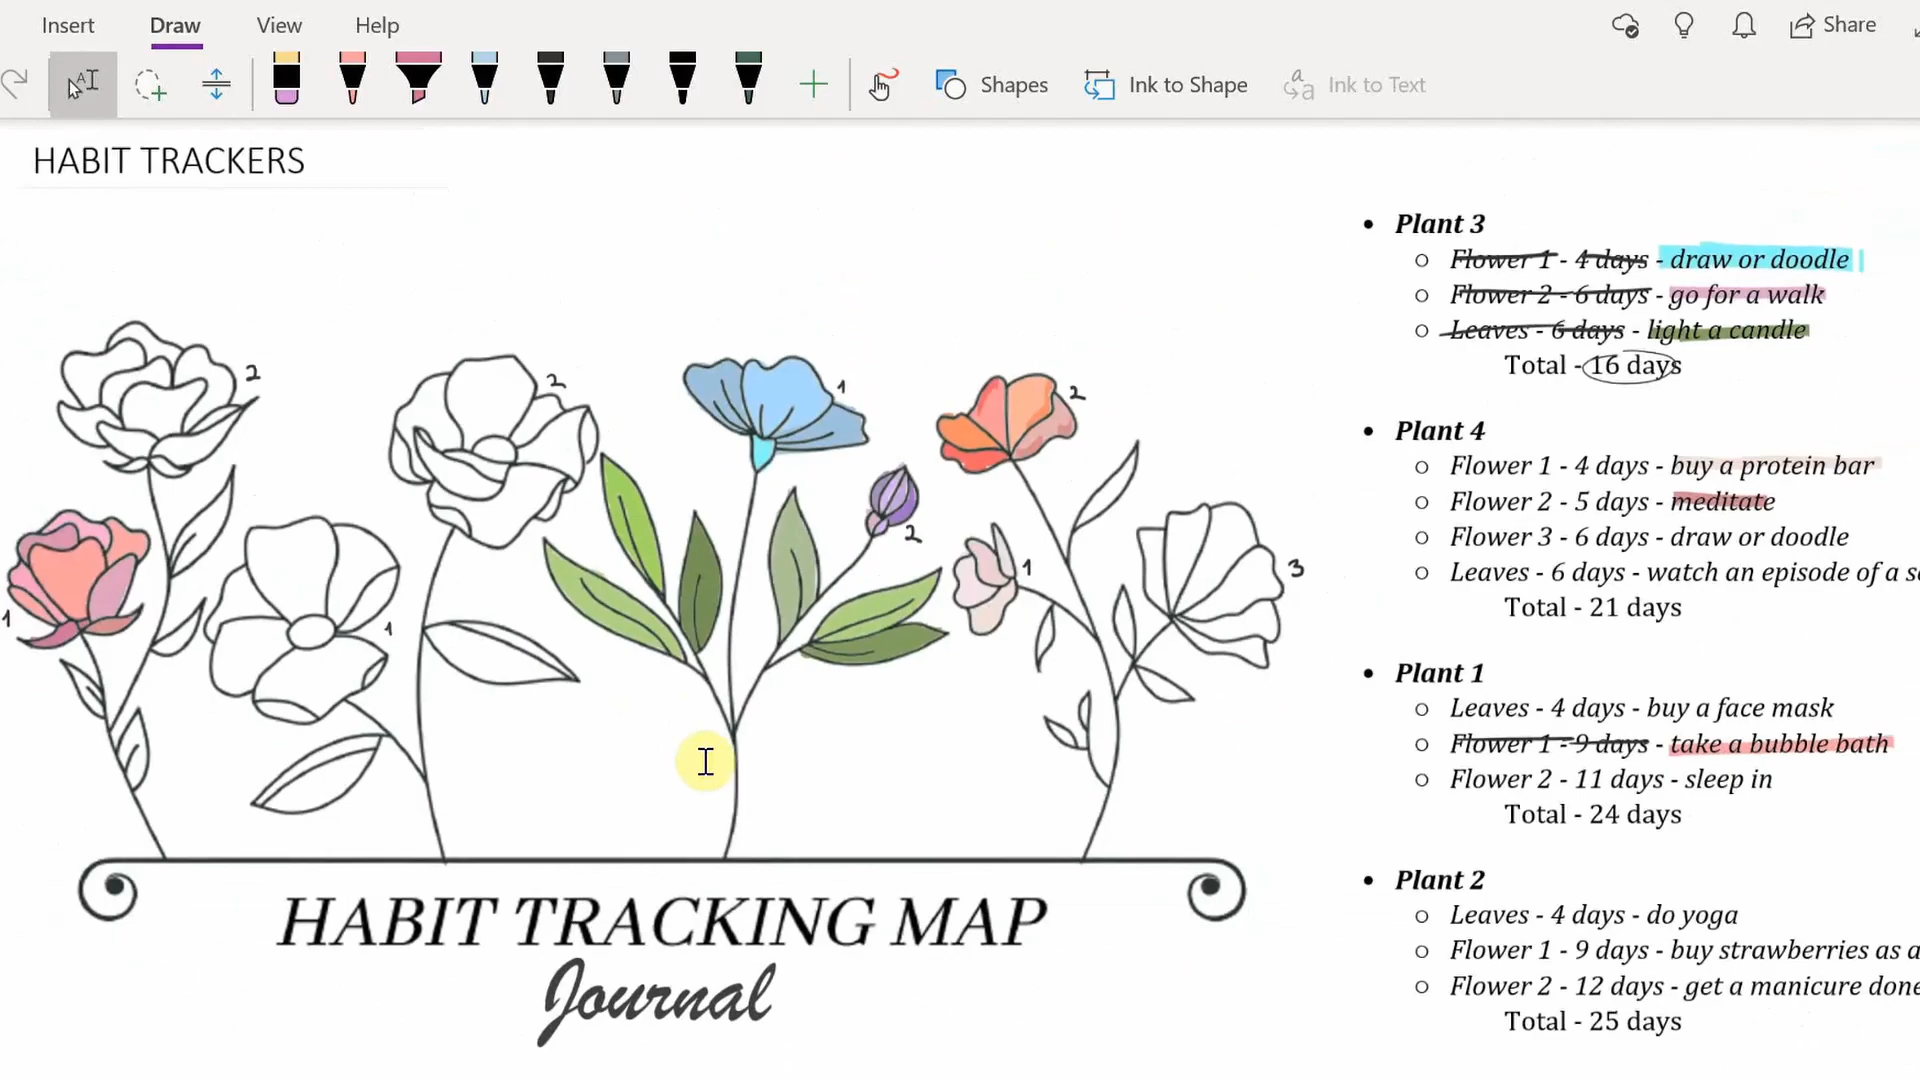 Insert Draw View Help Share
Shapes Ink to Shape Ink to Text
HABIT TRACKERS
2
2
1
2
1
1
2
1
3
• Plant 3
○ Flower 1 - 4 days - draw or doodle
○ Flower 2 - 6 days - go for a walk
○ Leaves - 6 days - light a candle
Total - 16 days
• Plant 4
○ Flower 1 - 4 days - buy a protein bar
○ Flower 2 - 5 days - meditate
○ Flower 3 - 6 days - draw or doodle
○ Leaves - 6 days - watch an episode of a s
Total - 21 days
• Plant 1
○ Leaves - 4 days - buy a face mask
○ Flower 1 - 9 days - take a bubble bath
○ Flower 2 - 11 days - sleep in
Total - 24 days
• Plant 2
○ Leaves - 4 days - do yoga
○ Flower 1 - 9 days - buy strawberries as a
○ Flower 2 - 12 days - get a manicure done
Total - 25 days
HABIT TRACKING MAP
Journal